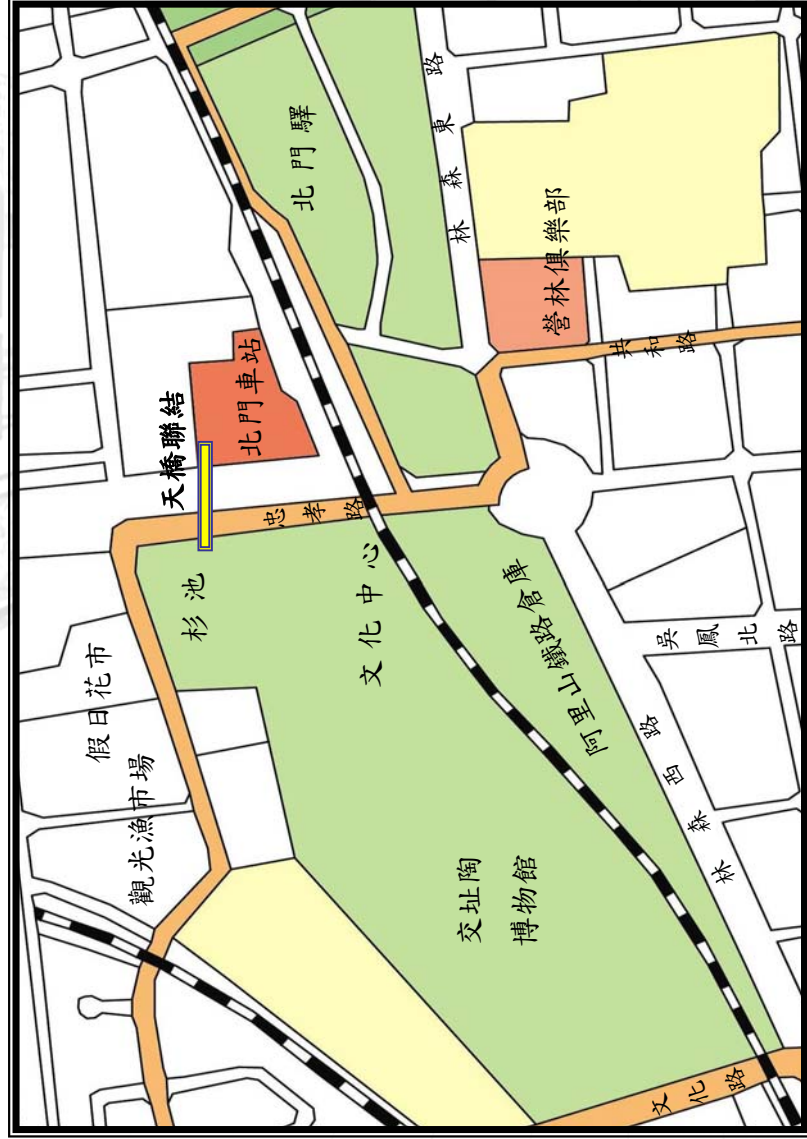 觀光漁市場
假日花市
杉池
天橋聯結
北門車站
北門驛
忠孝路
文化中心
交址陶
博物館
阿里山鐵路倉庫
林森東路
營林俱樂部
共和路
吳鳳北路
林森西路
文化路